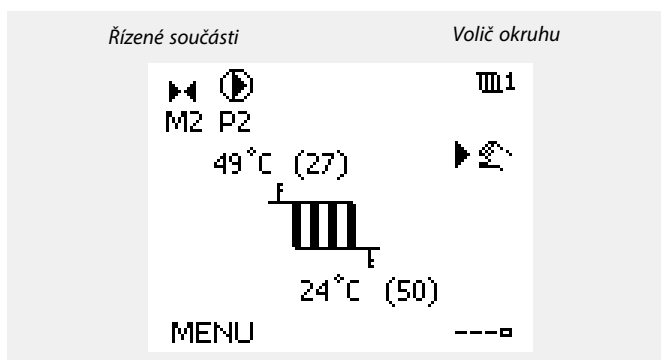 Řízené součásti Volič okruhu
1
M2 P2
49°C (27)
24°C (50)
MENU ---